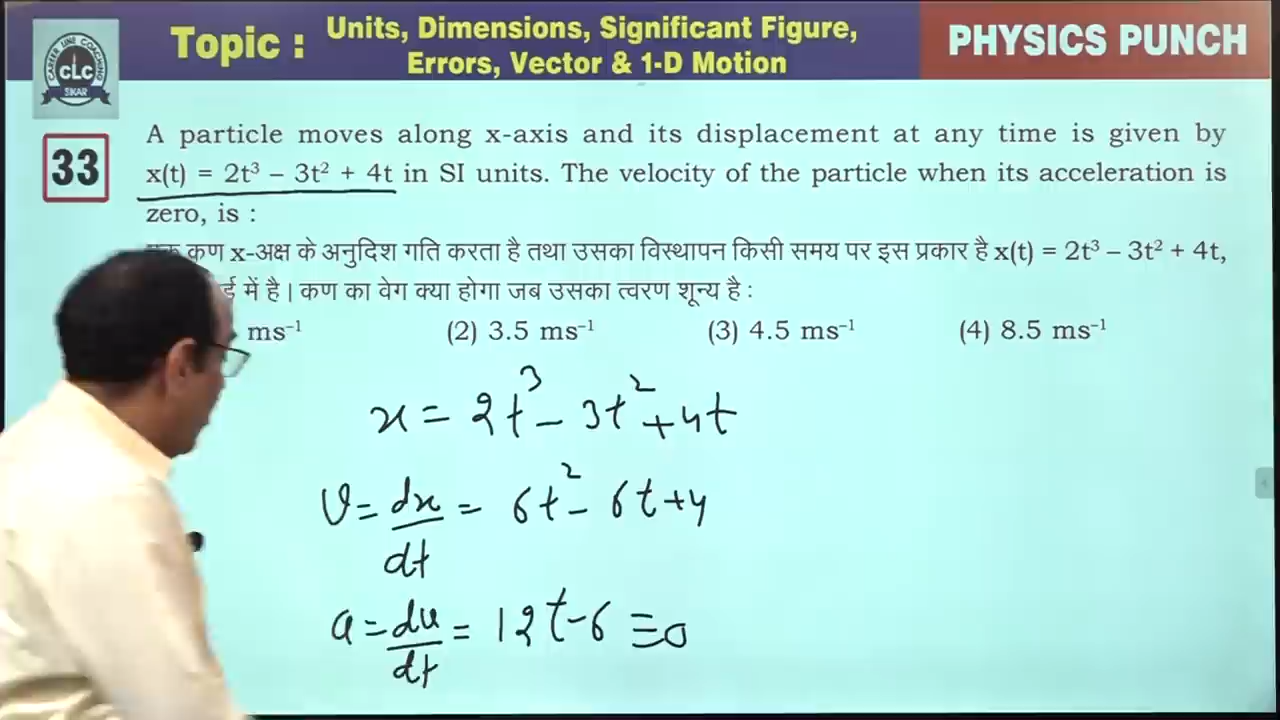 Topic : Units, Dimensions, Significant Figure,
Errors, Vector & 1-D Motion
PHYSICS PUNCH
CAREER LINE COACHING
CLC
SIKAR
33
A particle moves along x-axis and its displacement at any time is given by
x(t) = 2t³ – 3t² + 4t in SI units. The velocity of the particle when its acceleration is
zero, is :
कण x-अक्ष के अनुदिश गति करता है तथा उसका विस्थापन किसी समय पर इस प्रकार है x(t) = 2t³ – 3t² + 4t,
में है। कण का वेग क्या होगा जब उसका त्वरण शून्य है :
ms⁻¹ (2) 3.5 ms⁻¹ (3) 4.5 ms⁻¹ (4) 8.5 ms⁻¹
x = 2t³ – 3t² + 4t
v = dx/dt = 6t² – 6t + 4
a = du/dt = 12t – 6 = 0